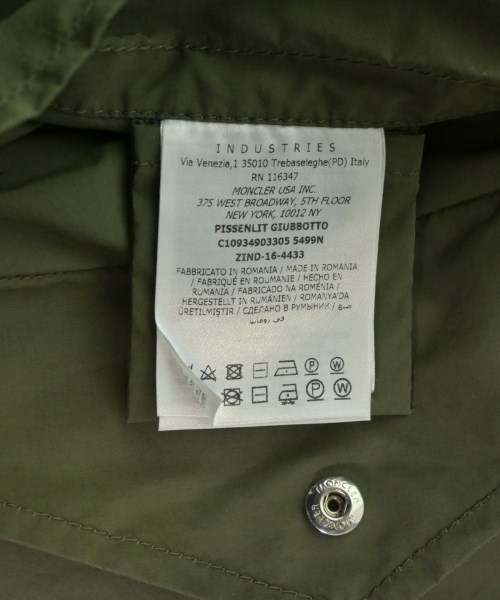 INDUSTRIES
Via Venezia,1 35010 Trebaseleghe(PD) Italy
RN 116347
MONCLER USA INC.
375 WEST BROADWAY, 5TH FLOOR
NEW YORK, 10012 NY
PISSENLIT GIUBBOTTO
C10934903305 5499N
ZIND-16-4433
FABBRICATO IN ROMANIA / MADE IN ROMANIA
/ FABRIQUÉ EN ROUMANIE / HECHO EN
RUMANIA / FABRICADO NA ROMÉNIA /
HERGESTELLT IN RUMÄNIEN / ROMANYA'DA
ÜRETILMIŞTIR / СДЕЛАНО В РУМЫНИИ / صنع
في رومانيا
P W
P W
MONCLER
MONCLER